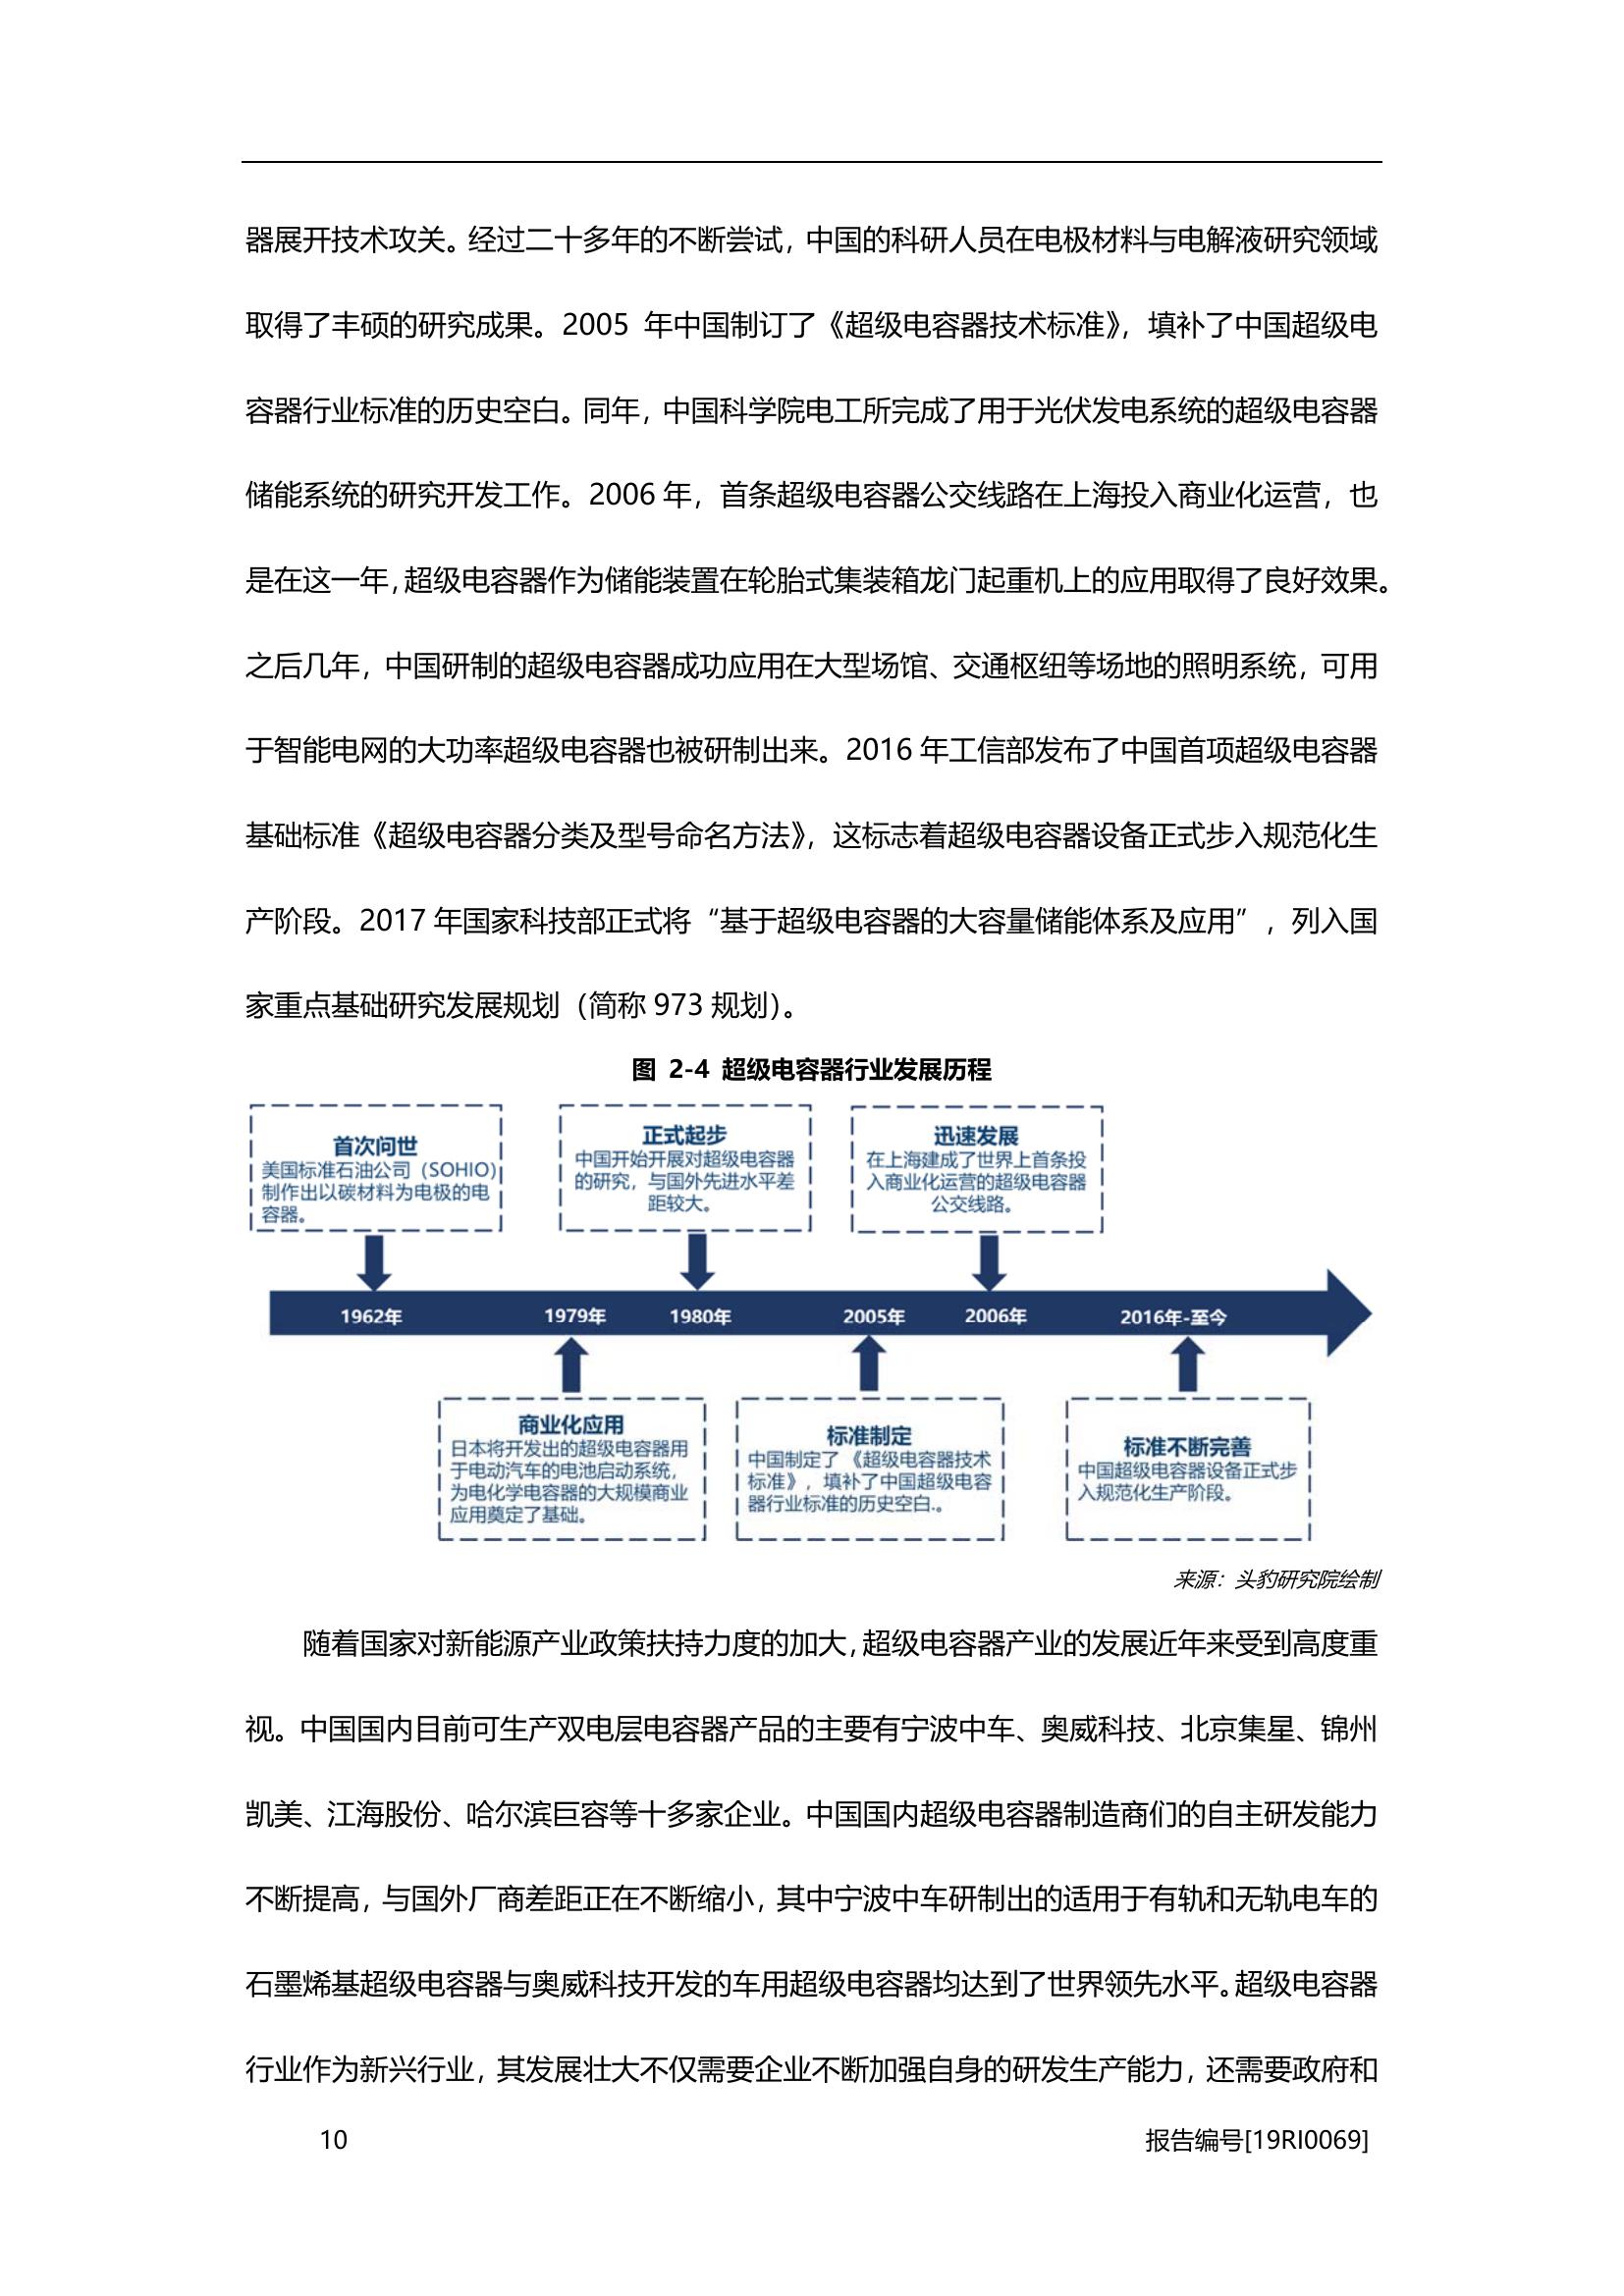 器展开技术攻关。经过二十多年的不断尝试，中国的科研人员在电极材料与电解液研究领域
取得了丰硕的研究成果。2005 年中国制订了《超级电容器技术标准》，填补了中国超级电
容器行业标准的历史空白。同年，中国科学院电工所完成了用于光伏发电系统的超级电容器
储能系统的研究开发工作。2006 年，首条超级电容器公交线路在上海投入商业化运营，也
是在这一年，超级电容器作为储能装置在轮胎式集装箱龙门起重机上的应用取得了良好效果。
之后几年，中国研制的超级电容器成功应用在大型场馆、交通枢纽等场地的照明系统，可用
于智能电网的大功率超级电容器也被研制出来。2016 年工信部发布了中国首项超级电容器
基础标准《超级电容器分类及型号命名方法》，这标志着超级电容器设备正式步入规范化生
产阶段。2017 年国家科技部正式将“基于超级电容器的大容量储能体系及应用”，列入国
家重点基础研究发展规划（简称 973 规划）。
图 2-4 超级电容器行业发展历程
首次问世
美国标准石油公司（SOHIO）
制作出以碳材料为电极的电
容器。
正式起步
中国开始开展对超级电容器
的研究，与国外先进水平差
距较大。
迅速发展
在上海建成了世界上首条投
入商业化运营的超级电容器
公交线路。
1962年 1979年 1980年 2005年 2006年 2016年-至今
商业化应用
日本将开发出的超级电容器用
于电动汽车的电池启动系统，
为电化学电容器的大规模商业
应用奠定了基础。
标准制定
中国制定了《超级电容器技术
标准》，填补了中国超级电容
器行业标准的历史空白.。
标准不断完善
中国超级电容器设备正式步
入规范化生产阶段。
来源：头豹研究院绘制
随着国家对新能源产业政策扶持力度的加大，超级电容器产业的发展近年来受到高度重
视。中国国内目前可生产双电层电容器产品的主要有宁波中车、奥威科技、北京集星、锦州
凯美、江海股份、哈尔滨巨容等十多家企业。中国国内超级电容器制造商们的自主研发能力
不断提高，与国外厂商差距正在不断缩小，其中宁波中车研制出的适用于有轨和无轨电车的
石墨烯基超级电容器与奥威科技开发的车用超级电容器均达到了世界领先水平。超级电容器
行业作为新兴行业，其发展壮大不仅需要企业不断加强自身的研发生产能力，还需要政府和
10 报告编号[19RI0069]